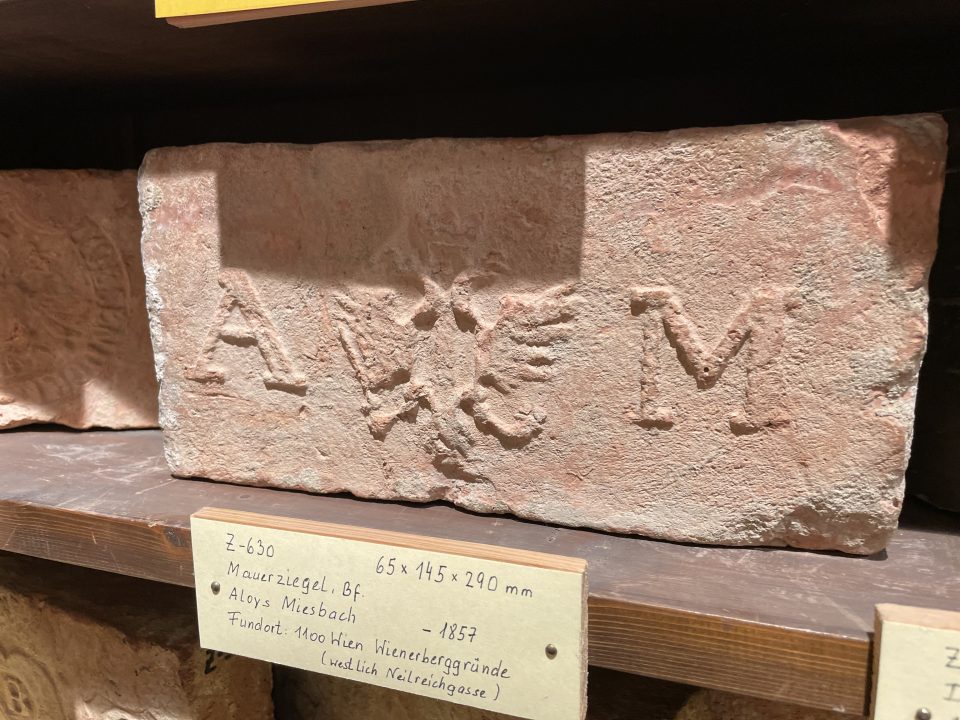 A M
Z-630
65 x 145 x 290 mm
Mauerziegel, Bf.
Aloys Miesbach
- 1857
Fundort: 1100 Wien Wienerberggründe
(westlich Neilreichgasse)
Z